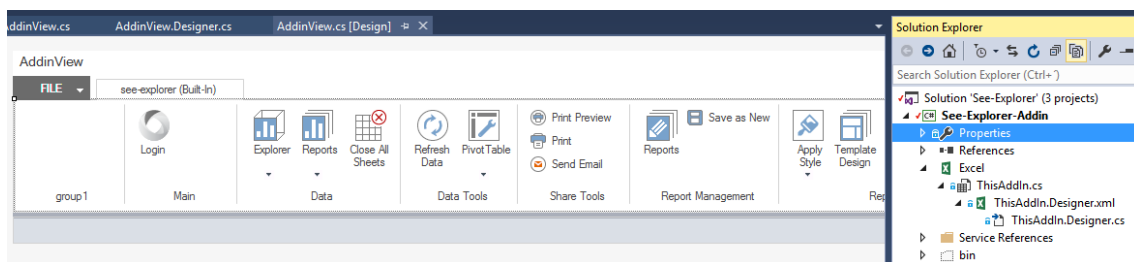 ddinView.cs AddinView.Designer.cs AddinView.cs [Design]
Solution Explorer
Search Solution Explorer (Ctrl+´)
AddinView
FILE see-explorer (Built-In)
Login
Explorer
Reports
Close All
Sheets
Refresh
Data
PivotTable
Print Preview
Print
Send Email
Reports
Save as New
Apply
Style
Template
Design
group1 Main Data Data Tools Share Tools Report Management Rep
Solution 'See-Explorer' (3 projects)
C# See-Explorer-Addin
Properties
References
Excel
ThisAddIn.cs
ThisAddIn.Designer.xml
ThisAddIn.Designer.cs
Service References
bin